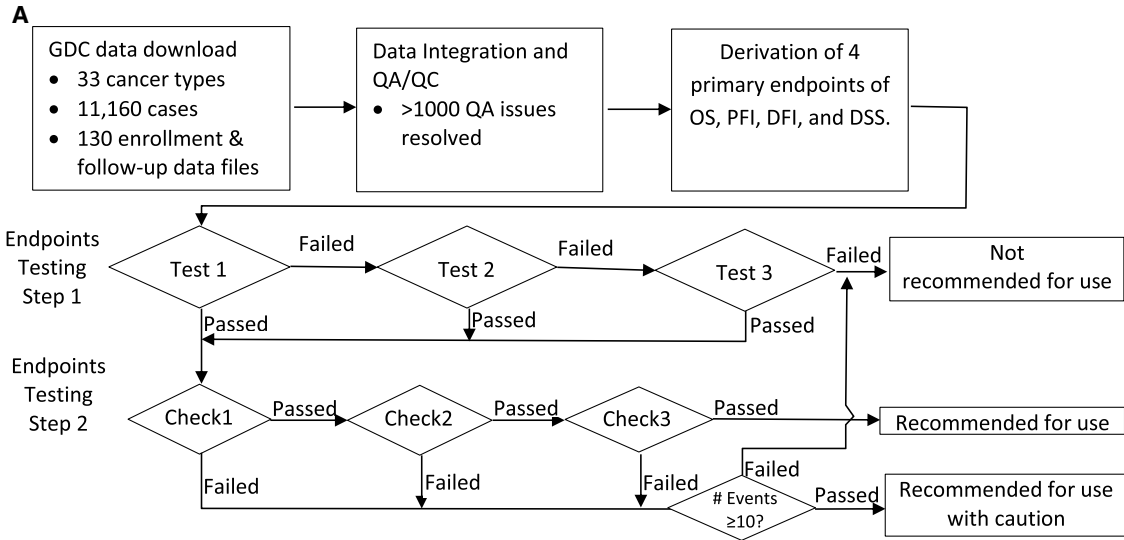 A
GDC data download
• 33 cancer types
• 11,160 cases
• 130 enrollment &
follow-up data files
Data Integration and
QA/QC
• >1000 QA issues
resolved
Derivation of 4
primary endpoints of
OS, PFI, DFI, and DSS.
Endpoints
Testing
Step 1
Test 1
Failed
Test 2
Failed
Test 3
Failed
Not
recommended for use
Passed
Passed
Passed
Endpoints
Testing
Step 2
Check1
Passed
Check2
Passed
Check3
Passed
Recommended for use
Failed
Failed
Failed
Failed
# Events
≥10?
Passed
Recommended for use
with caution